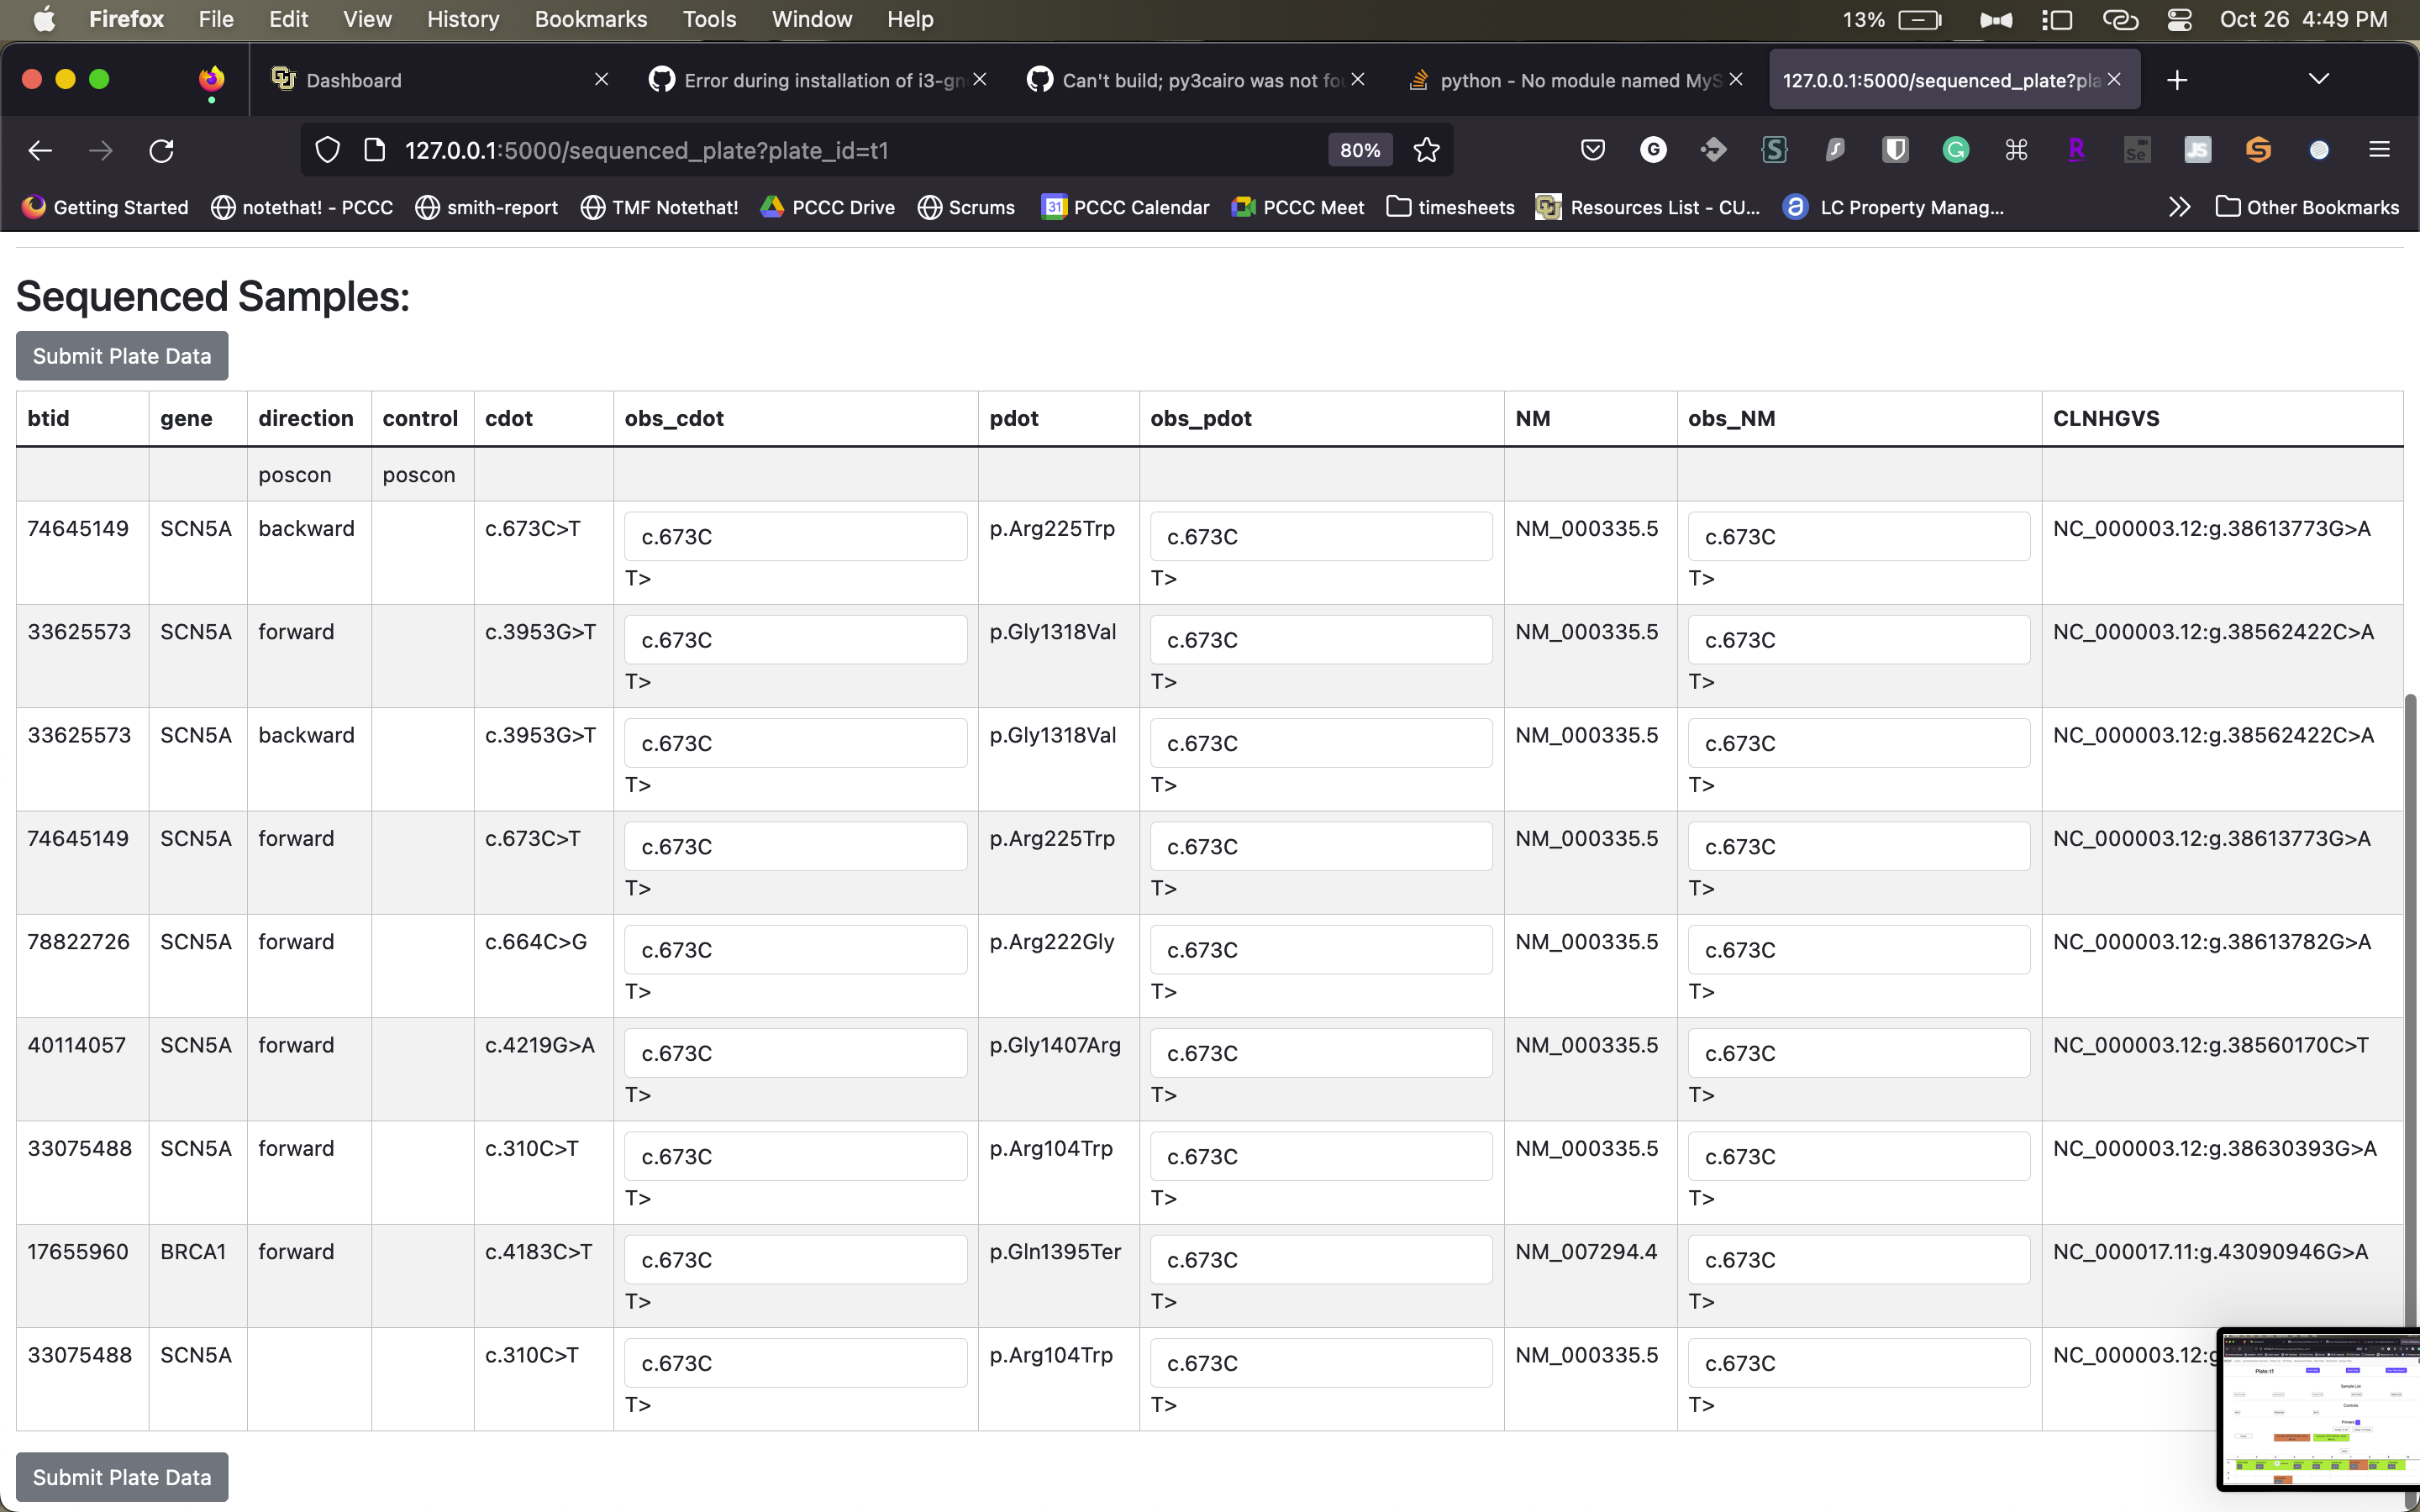 Firefox File Edit View History Bookmarks Tools Window Help 13% Oct 26 4:49 PM
Dashboard Error during installation of i3-gn Can't build; py3cairo was not fou python - No module named MyS 127.0.0.1:5000/sequenced_plate?pla
127.0.0.1:5000/sequenced_plate?plate_id=t1 80%
Getting Started notethat! - PCCC smith-report TMF Notethat! PCCC Drive Scrums 31 PCCC Calendar PCCC Meet timesheets Resources List - CU... LC Property Manag... Other Bookmarks
Sequenced Samples:
Submit Plate Data
btid gene direction control cdot obs_cdot pdot obs_pdot NM obs_NM CLNHGVS
poscon poscon
74645149 SCN5A backward c.673C>T c.673C p.Arg225Trp c.673C NM_000335.5 c.673C NC_000003.12:g.38613773G>A
T> T> T>
33625573 SCN5A forward c.3953G>T c.673C p.Gly1318Val c.673C NM_000335.5 c.673C NC_000003.12:g.38562422C>A
T> T> T>
33625573 SCN5A backward c.3953G>T c.673C p.Gly1318Val c.673C NM_000335.5 c.673C NC_000003.12:g.38562422C>A
T> T> T>
74645149 SCN5A forward c.673C>T c.673C p.Arg225Trp c.673C NM_000335.5 c.673C NC_000003.12:g.38613773G>A
T> T> T>
78822726 SCN5A forward c.664C>G c.673C p.Arg222Gly c.673C NM_000335.5 c.673C NC_000003.12:g.38613782G>A
T> T> T>
40114057 SCN5A forward c.4219G>A c.673C p.Gly1407Arg c.673C NM_000335.5 c.673C NC_000003.12:g.38560170C>T
T> T> T>
33075488 SCN5A forward c.310C>T c.673C p.Arg104Trp c.673C NM_000335.5 c.673C NC_000003.12:g.38630393G>A
T> T> T>
17655960 BRCA1 forward c.4183C>T c.673C p.Gln1395Ter c.673C NM_007294.4 c.673C NC_000017.11:g.43090946G>A
T> T> T>
33075488 SCN5A c.310C>T c.673C p.Arg104Trp c.673C NM_000335.5 c.673C NC_000003.12:g
T> T> T>
Submit Plate Data